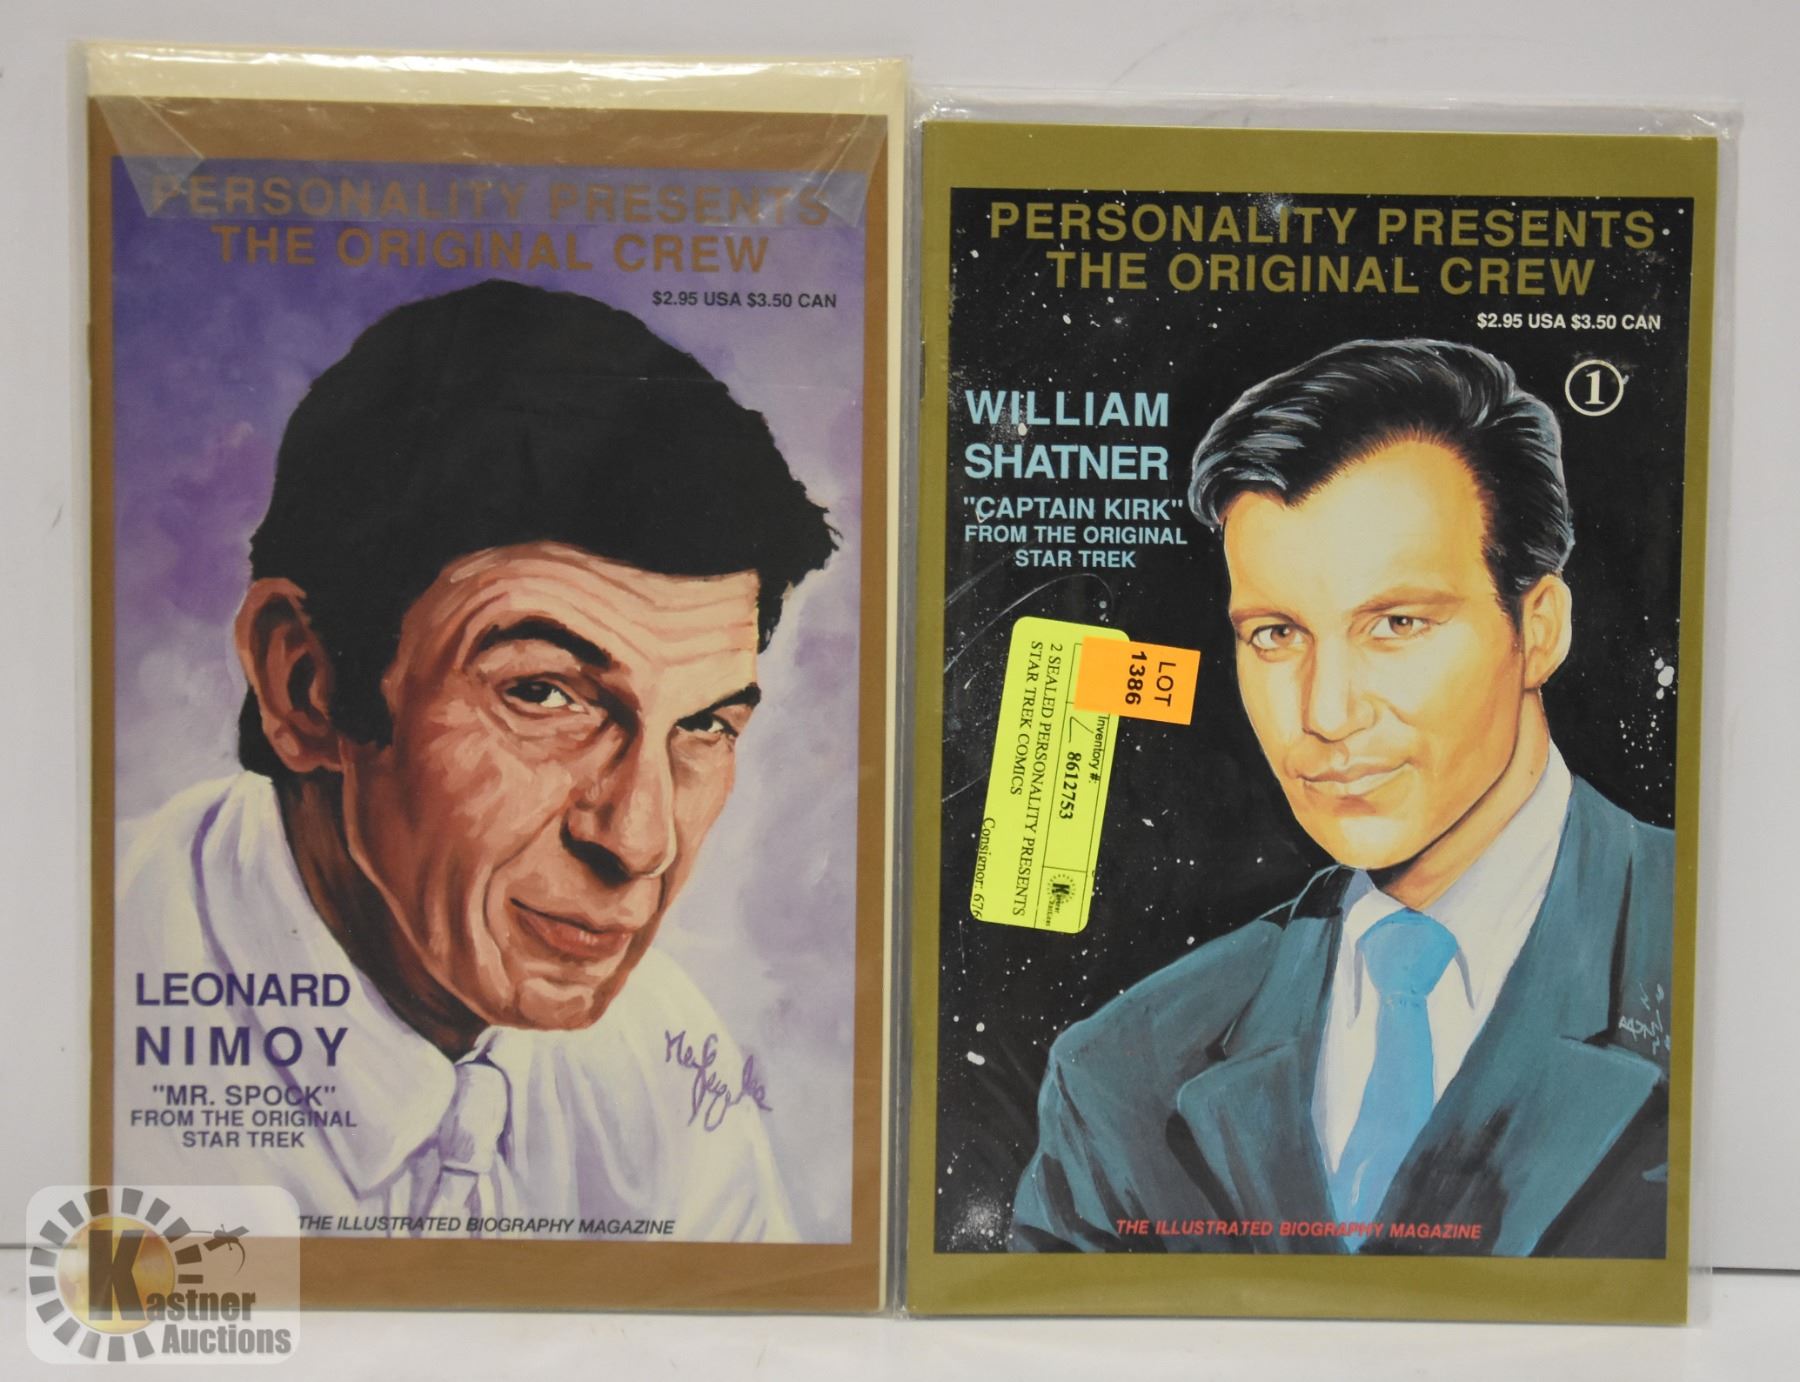 PERSONALITY PRESENTS
THE ORIGINAL CREW
$2.95 USA $3.50 CAN
LEONARD
NIMOY
"MR. SPOCK"
FROM THE ORIGINAL
STAR TREK
THE ILLUSTRATED BIOGRAPHY MAGAZINE
PERSONALITY PRESENTS
THE ORIGINAL CREW
$2.95 USA $3.50 CAN
1
WILLIAM
SHATNER
"CAPTAIN KIRK"
FROM THE ORIGINAL
STAR TREK
LOT
1386
Inventory #:
8612753
2 SEALED PERSONALITY PRESENTS
STAR TREK COMICS
Consignor: 676
THE ILLUSTRATED BIOGRAPHY MAGAZINE
Kastner
Auctions